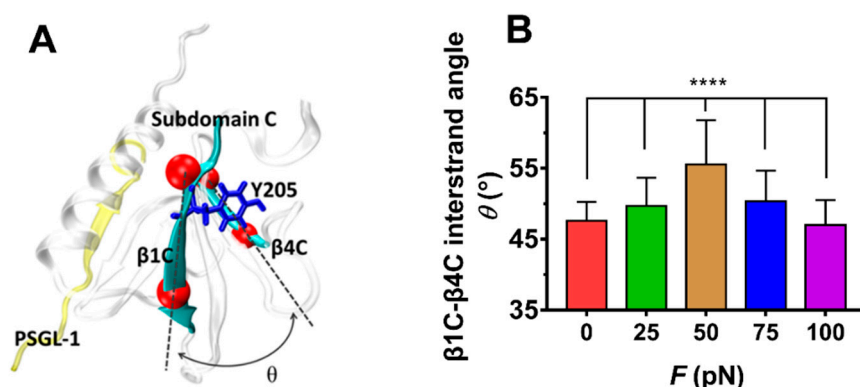 A
Subdomain C
Y205
β1C
β4C
PSGL-1
θ
B
β1C-β4C interstrand angle
θ (°)
****
65
55
45
35
0 25 50 75 100
F (pN)